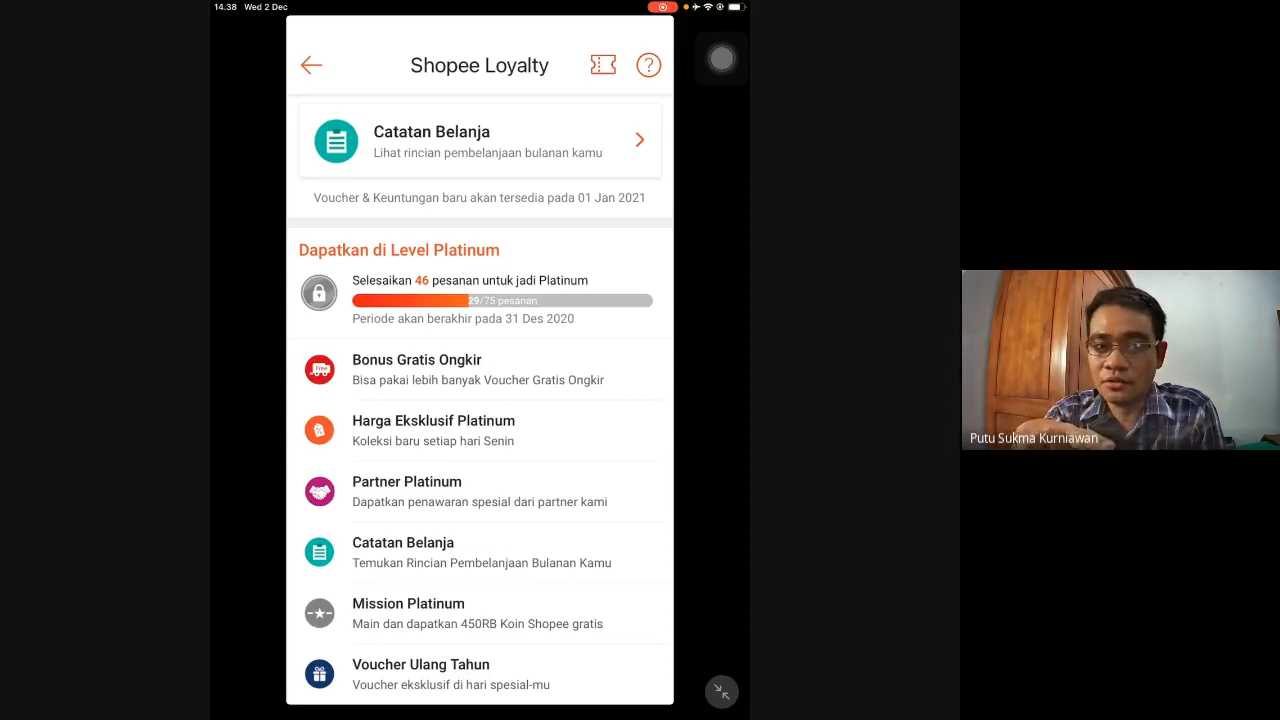 14.38 Wed 2 Dec
Shopee Loyalty
Catatan Belanja
Lihat rincian pembelanjaan bulanan kamu
Voucher & Keuntungan baru akan tersedia pada 01 Jan 2021
Dapatkan di Level Platinum
Selesaikan 46 pesanan untuk jadi Platinum
29/75 pesanan
Periode akan berakhir pada 31 Des 2020
Free
Bonus Gratis Ongkir
Bisa pakai lebih banyak Voucher Gratis Ongkir
Harga Eksklusif Platinum
Koleksi baru setiap hari Senin
Partner Platinum
Dapatkan penawaran spesial dari partner kami
Catatan Belanja
Temukan Rincian Pembelanjaan Bulanan Kamu
Mission Platinum
Main dan dapatkan 450RB Koin Shopee gratis
Voucher Ulang Tahun
Voucher eksklusif di hari spesial-mu
Putu Sukma Kurniawan